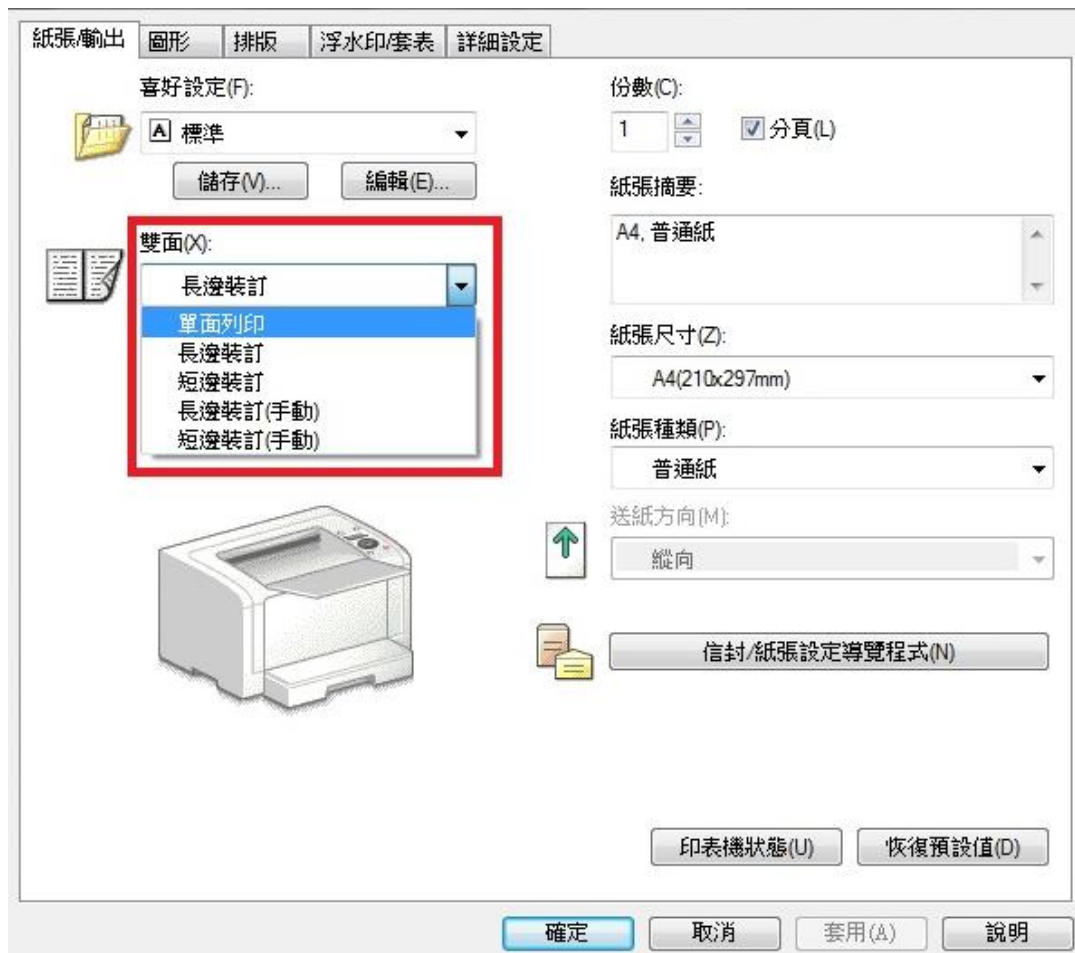 紙張/輸出 圖形 排版 浮水印/套表 詳細設定
喜好設定(F):
A 標準
儲存(V)... 編輯(E)...
雙面(X):
長邊裝訂
單面列印
長邊裝訂
短邊裝訂
長邊裝訂(手動)
短邊裝訂(手動)
份數(C):
1 分頁(L)
紙張摘要:
A4, 普通紙
紙張尺寸(Z):
A4(210x297mm)
紙張種類(P):
普通紙
送紙方向(M):
縱向
信封/紙張設定導覽程式(N)
印表機狀態(U) 恢復預設值(D)
確定 取消 套用(A) 說明